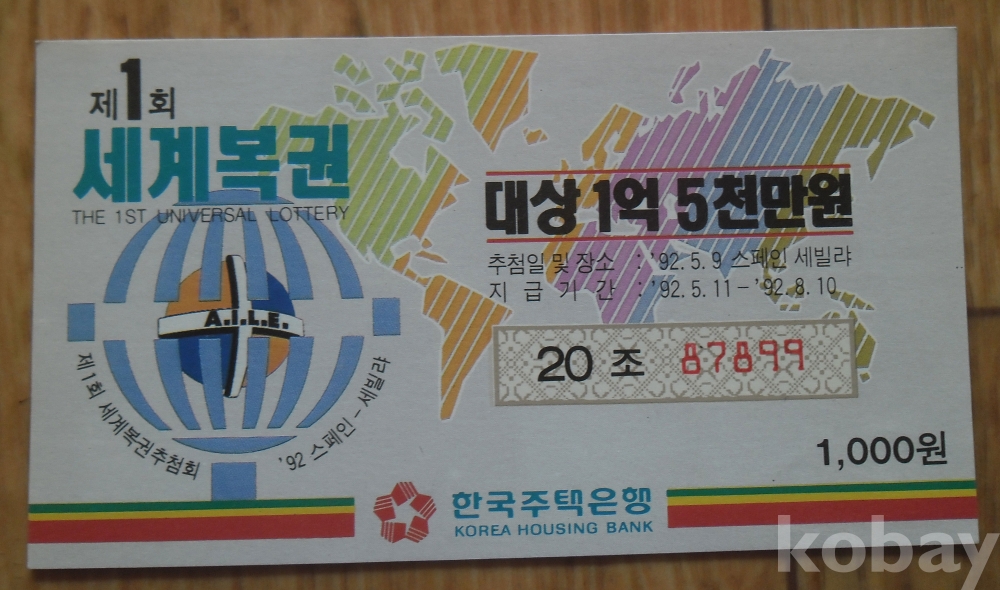 제1회
세계복권
THE 1ST UNIVERSAL LOTTERY
A.I.L.E.
제1회 세계복권추첨회
'92 스페인-세빌랴
대상 1억 5천만원
추첨일 및 장소 : '92. 5. 9 스페인 세빌랴
지 급 기 간 : '92. 5. 11 - '92. 8. 10
20 조 87899
1,000원
한국주택은행
KOREA HOUSING BANK
kobay